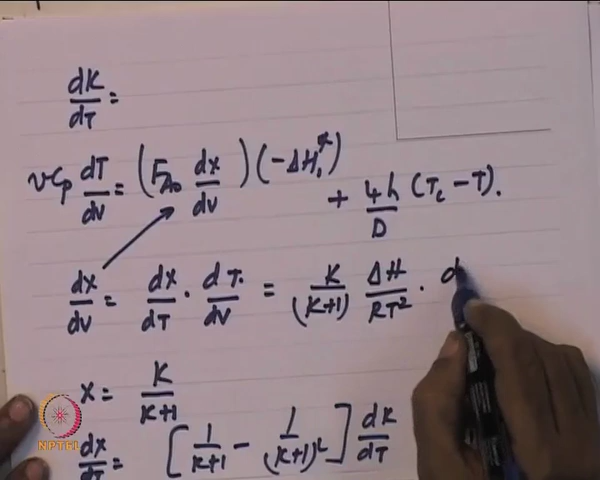 dK/dT =
vCp dT/dV = (FA0 dx/dV) (-ΔH1*) + 4h/D (Tc - T).
dx/dV = dx/dT · dT/dV = K/(K+1) ΔH/RT² · d
x = K/K+1
dx/dT = [1/K+1 - 1/(K+1)²] dK/dT
NPTEL